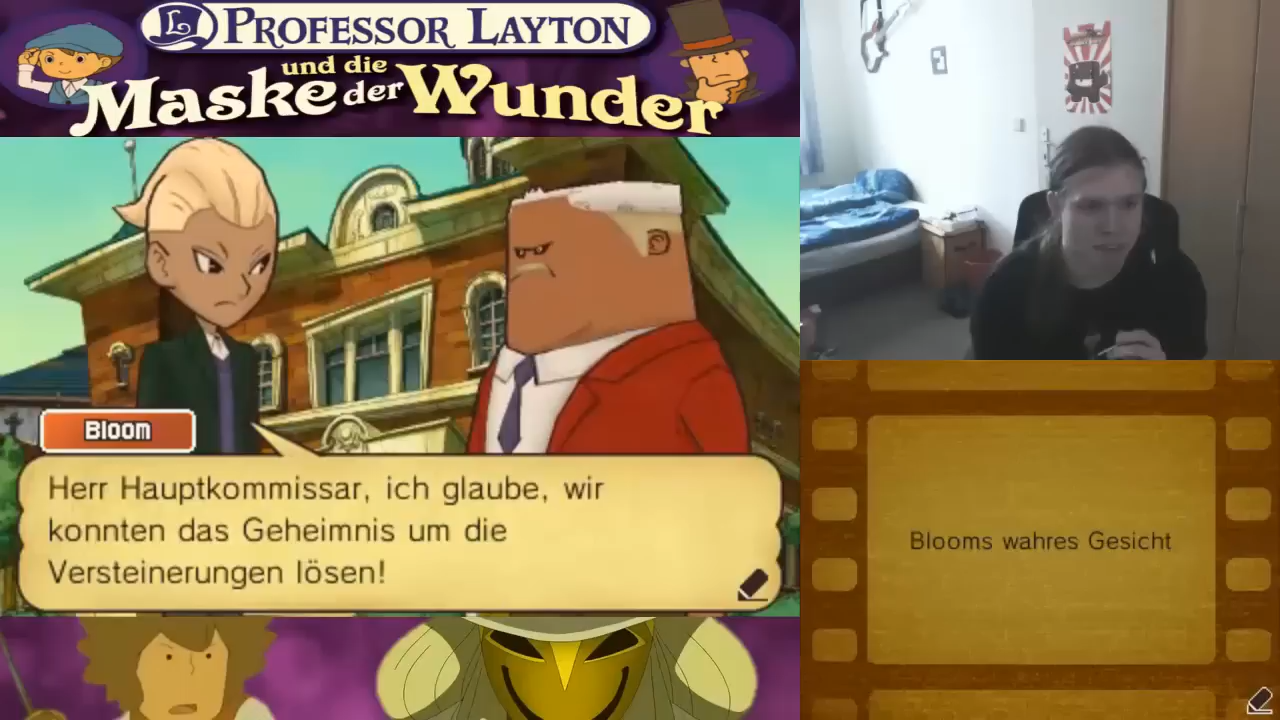 L PROFESSOR LAYTON
und die
Maske der Wunder
Bloom
Herr Hauptkommissar, ich glaube, wir
konnten das Geheimnis um die
Versteinerungen lösen!
Blooms wahres Gesicht